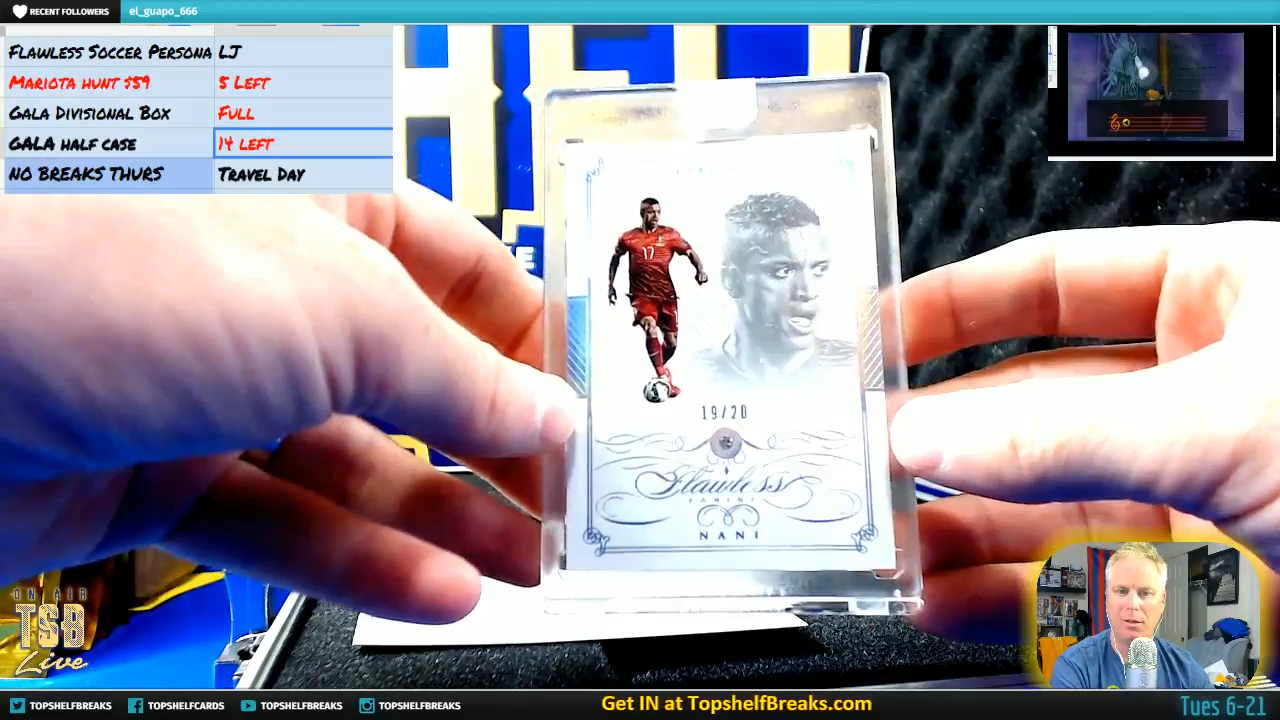 RECENT FOLLOWERS
el_guapo_666
FLAWLESS SOCCER PERSONA LJ
MARIOTA HUNT $59 5 LEFT
GALA DIVISIONAL BOX FULL
GALA HALF CASE 14 LEFT
NO BREAKS THURS TRAVEL DAY
17
19/20
Flawless
PANINI
NANI
ON AIR
TSB
Live
TOPSHELFBREAKS
TOPSHELFCARDS
TOPSHELFBREAKS
TOPSHELFBREAKS
Get IN at TopshelfBreaks.com
Tues 6-21